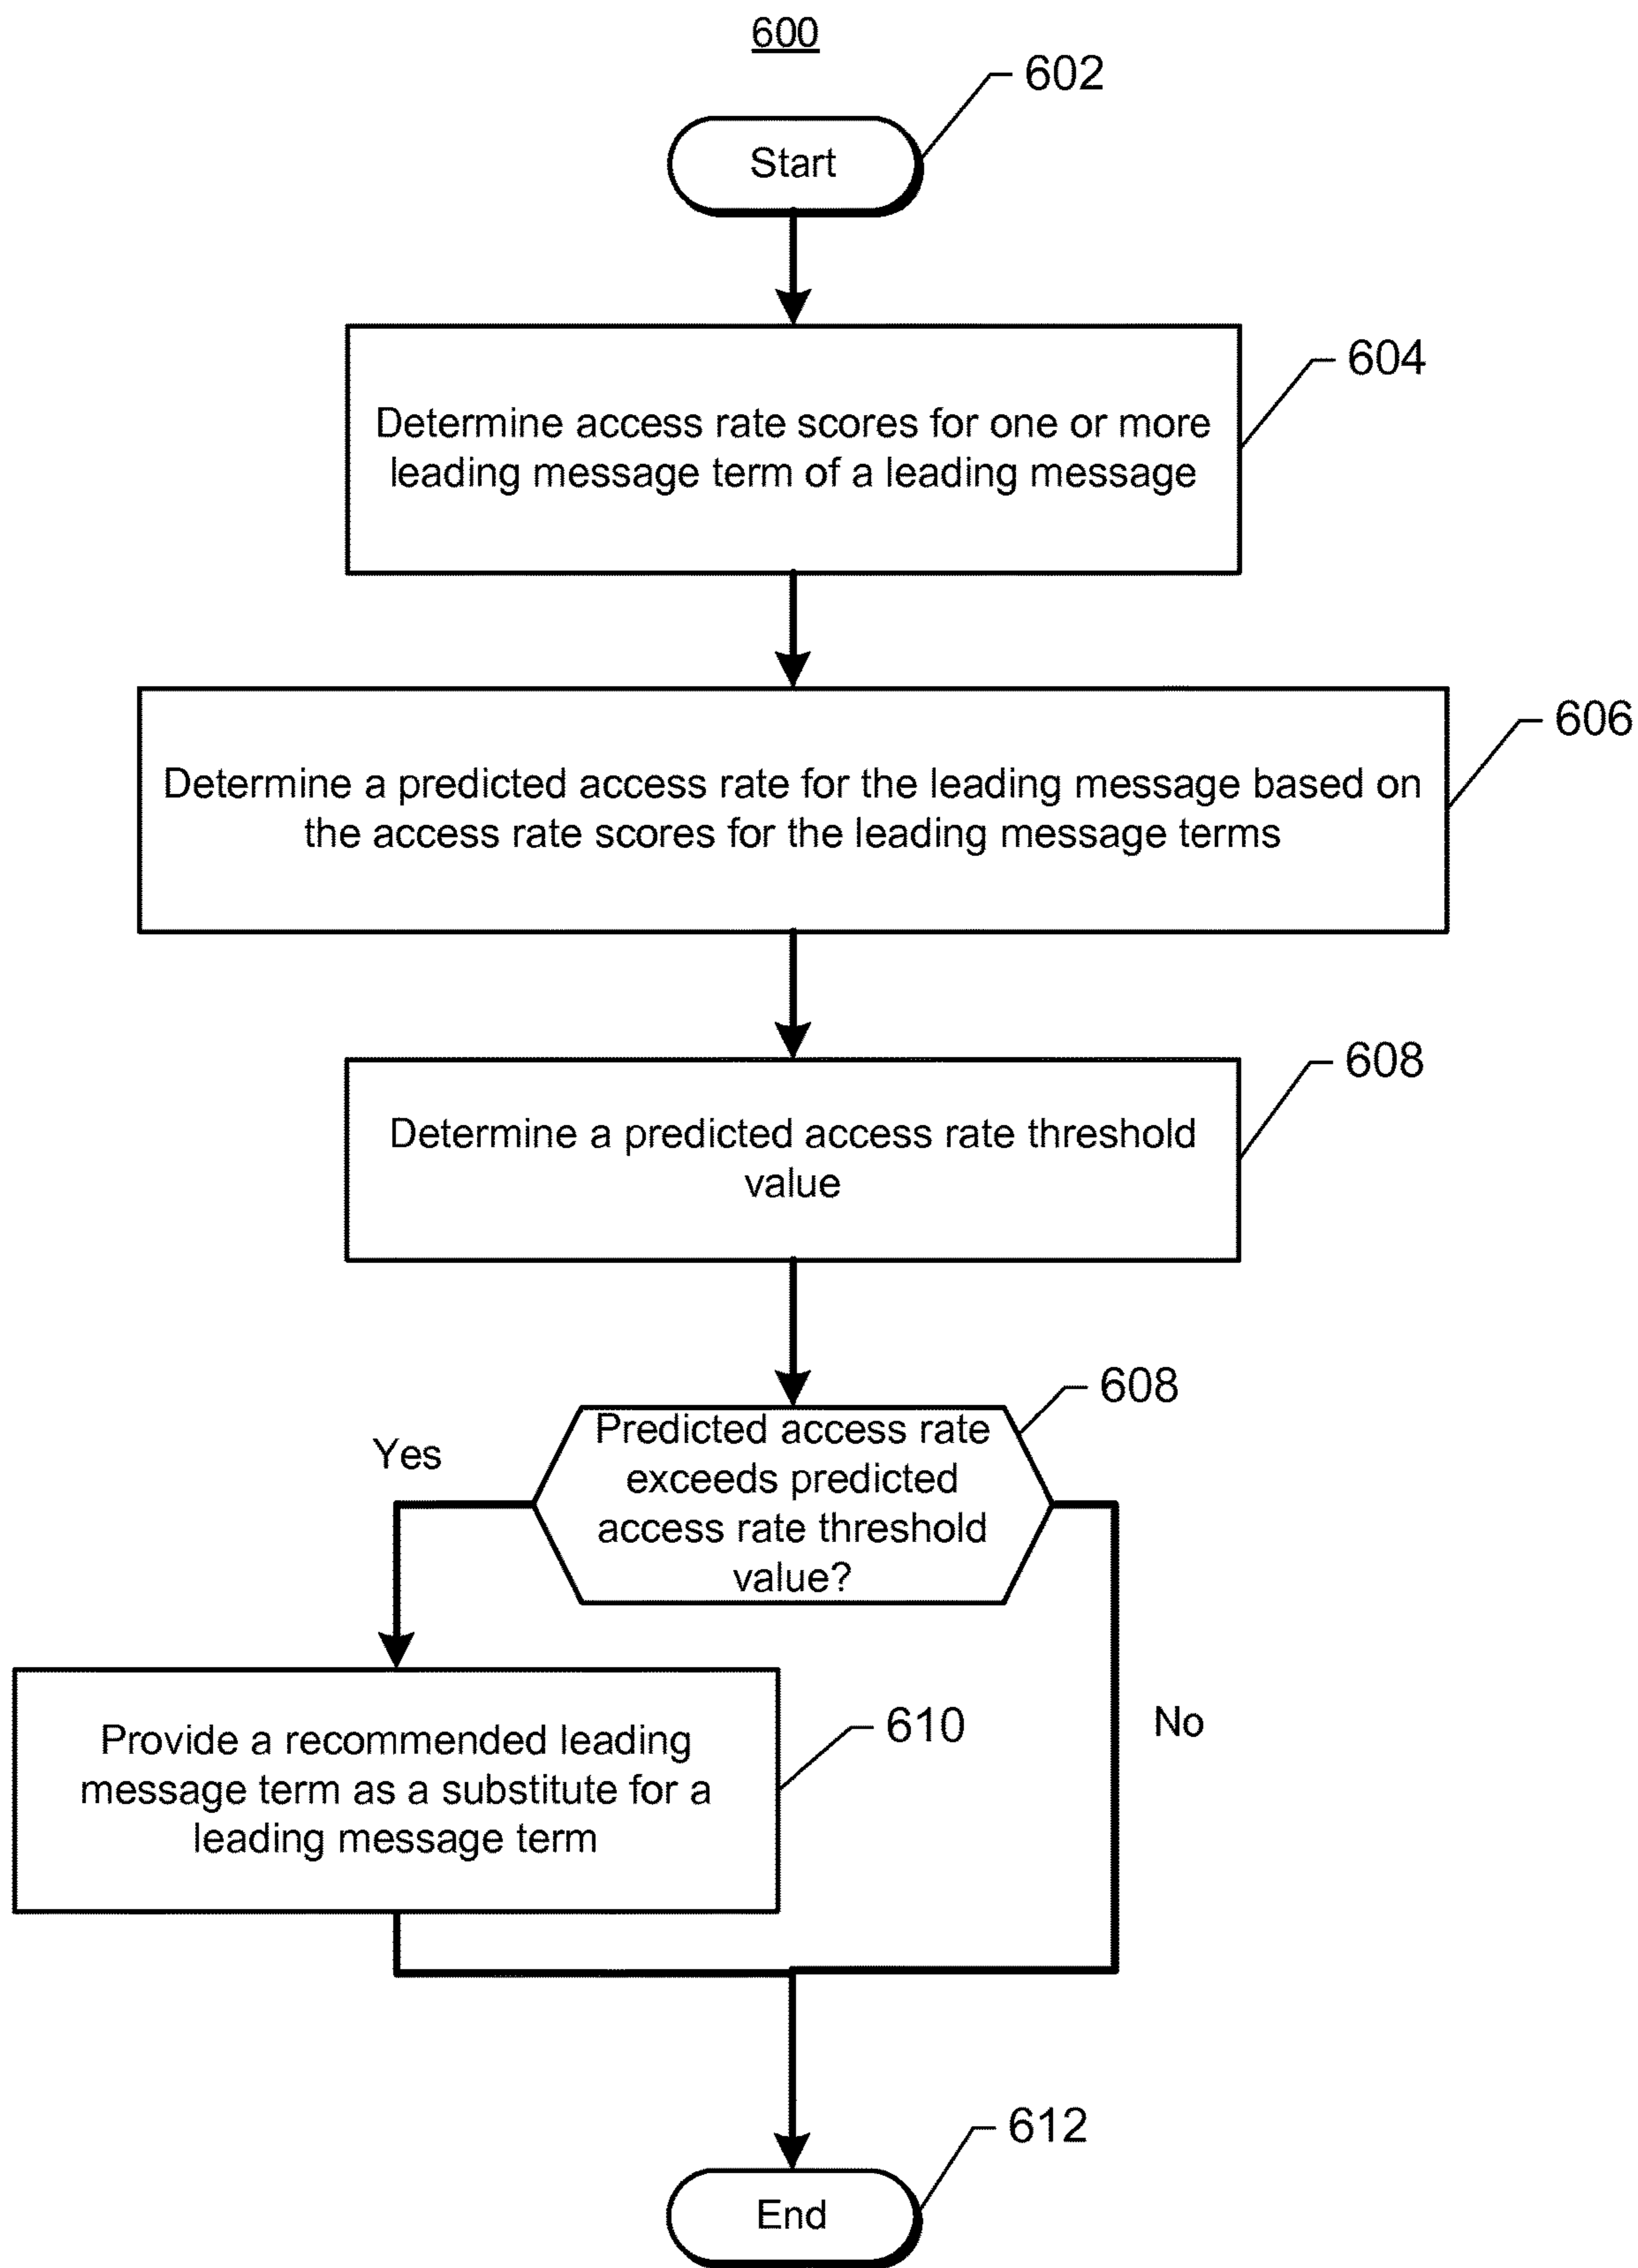 600
602
Start
604
Determine access rate scores for one or more
leading message term of a leading message
606
Determine a predicted access rate for the leading message based on
the access rate scores for the leading message terms
608
Determine a predicted access rate threshold
value
608
Predicted access rate
exceeds predicted
access rate threshold
value?
Yes
No
610
Provide a recommended leading
message term as a substitute for a
leading message term
612
End